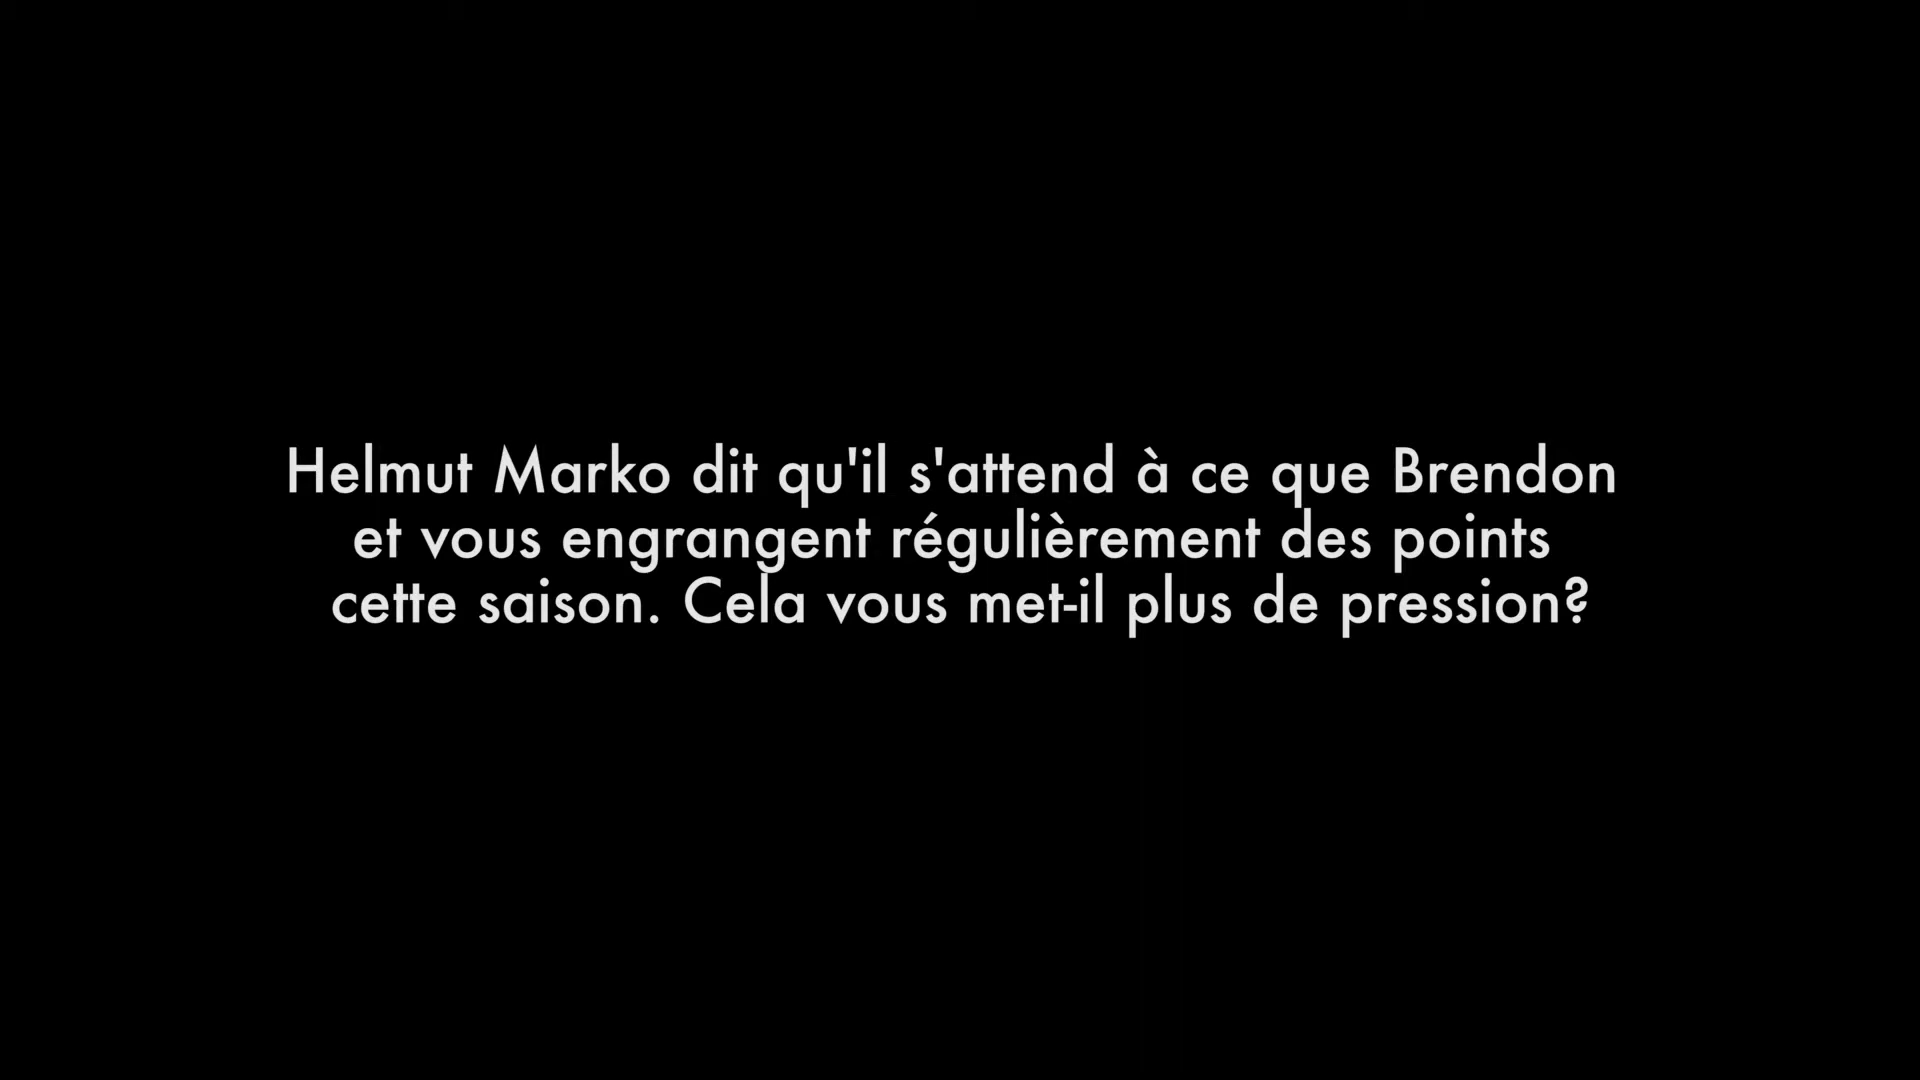 Helmut Marko dit qu'il s'attend à ce que Brendon
et vous engrangent régulièrement des points
cette saison. Cela vous met-il plus de pression?